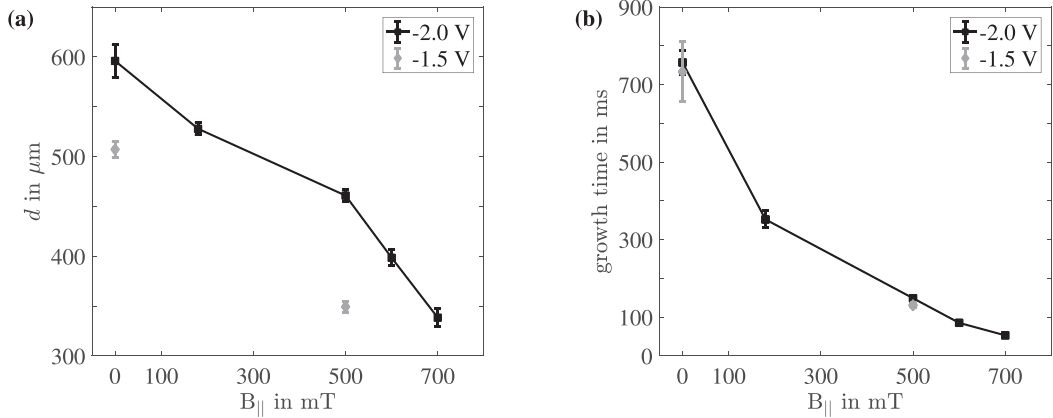 (a)
-2.0 V
-1.5 V
600
500
400
300
d in μm
0 100 300 500 700
B|| in mT
(b)
-2.0 V
-1.5 V
900
700
500
300
100
0
growth time in ms
0 100 300 500 700
B|| in mT